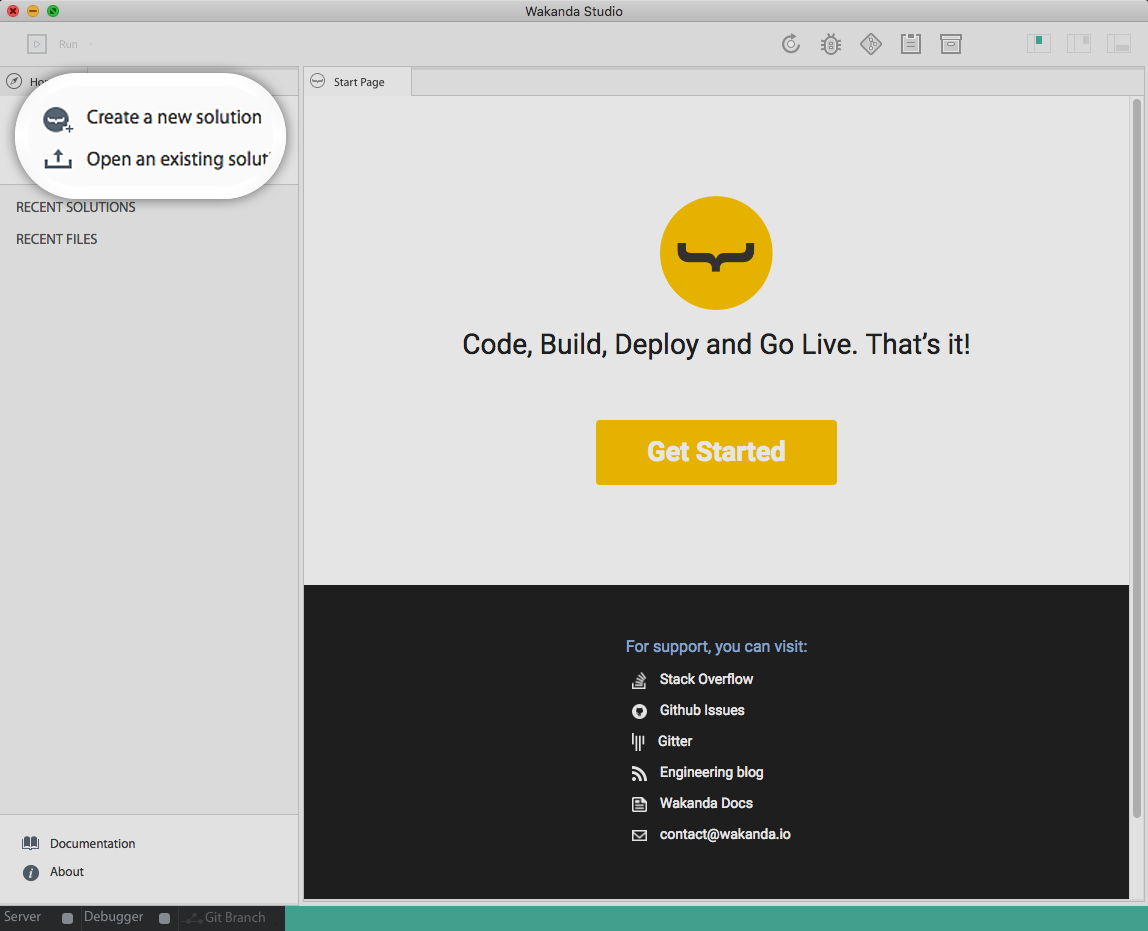 Wakanda Studio
Run
Start Page
Create a new solution
Open an existing
RECENT SOLUTIONS
RECENT FILES
Code, Build, Deploy and Go Live. That’s it!
Get Started
For support, you can visit:
Stack Overflow
Github Issues
Gitter
Engineering blog
Wakanda Docs
contact@wakanda.io
Documentation
About
Server
Debugger
Git Branch